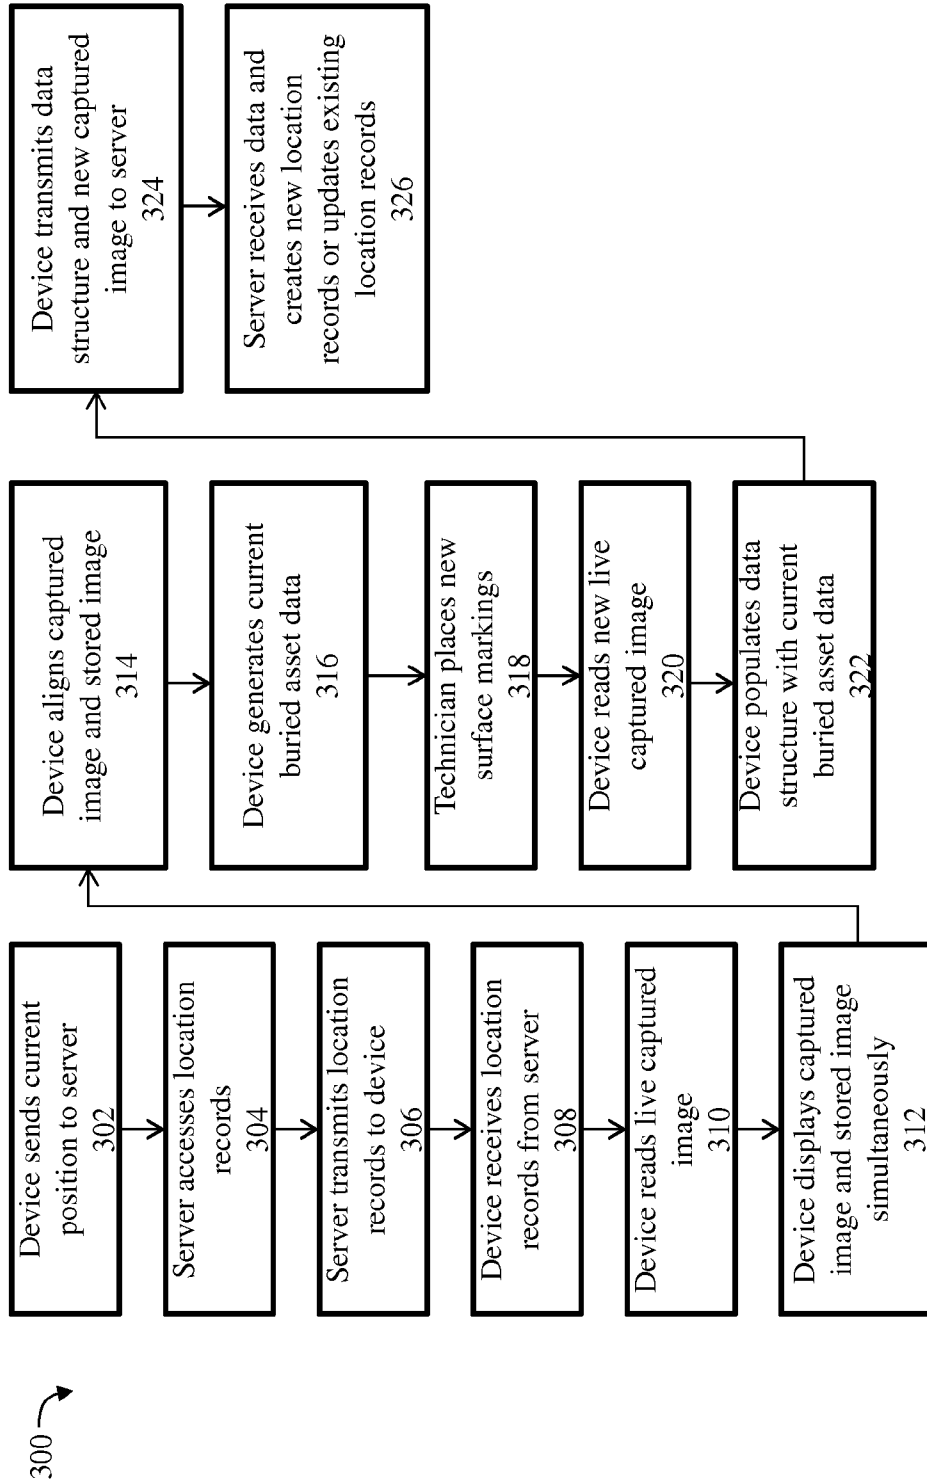 300
Device sends current
position to server
302
Server accesses location
records
304
Server transmits location
records to device
306
Device receives location
records from server
308
Device reads live captured
image
310
Device displays captured
image and stored image
simultaneously
312
Device aligns captured
image and stored image
314
Device generates current
buried asset data
316
Technician places new
surface markings
318
Device reads new live
captured image
320
Device populates data
structure with current
buried asset data
322
Device transmits data
structure and new captured
image to server
324
Server receives data and
creates new location
records or updates existing
location records
326